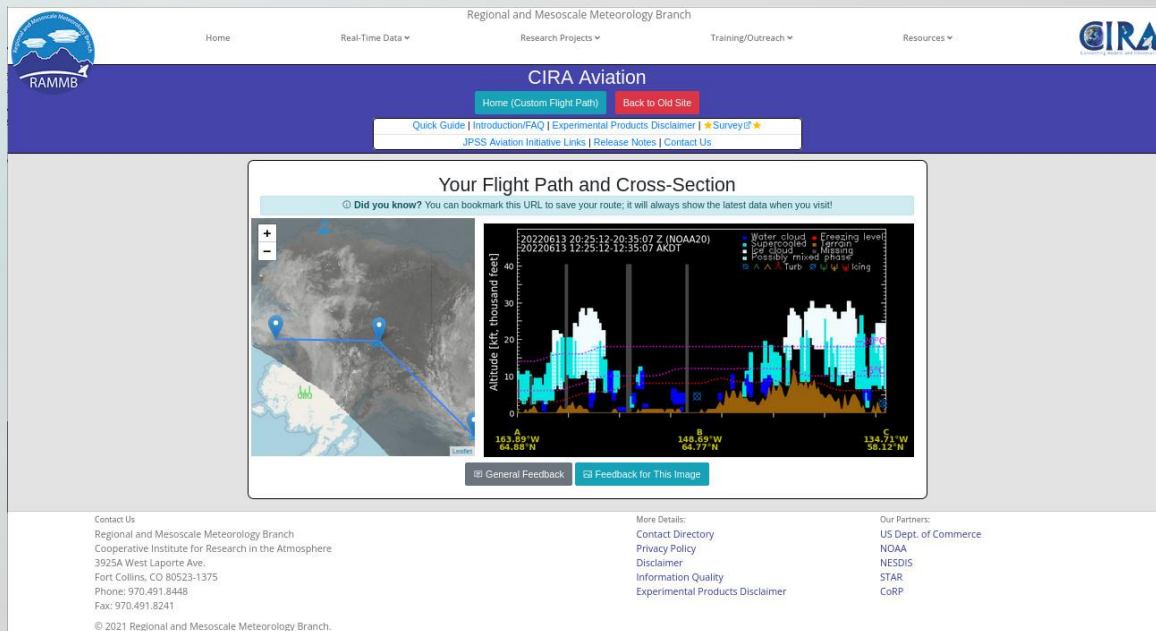 Regional and Mesoscale Meteorology Branch
Regional and Mesoscale Meteorology Branch
RAMMB
Home
Real-Time Data
Research Projects
Training/Outreach
Resources
CIRA
CIRA Aviation
Home (Custom Flight Path)
Back to Old Site
Quick Guide | Introduction/FAQ | Experimental Products Disclaimer | ★Survey★
JPSS Aviation Initiative Links | Release Notes | Contact Us
Your Flight Path and Cross-Section
Did you know? You can bookmark this URL to save your route; it will always show the latest data when you visit!
+
−
Leaflet
20220613 20:25:12-20:35:07 Z (NOAA20)
20220613 12:25:12-12:35:07 AKDT
Water cloud
Freezing level
Supercooled
Terrain
Ice cloud
Missing
Possibly mixed phase
Turb
Icing
Altitude [kft, thousand feet]
40
30
20
10
0
A
163.89°W
64.88°N
B
148.69°W
64.77°N
C
134.71°W
58.12°N
General Feedback
Feedback for This Image
Contact Us
Regional and Mesoscale Meteorology Branch
Cooperative Institute for Research in the Atmosphere
3925A West Laporte Ave.
Fort Collins, CO 80523-1375
Phone: 970.491.8448
Fax: 970.491.8241
© 2021 Regional and Mesoscale Meteorology Branch.
More Details:
Contact Directory
Privacy Policy
Disclaimer
Information Quality
Experimental Products Disclaimer
Our Partners:
US Dept. of Commerce
NOAA
NESDIS
STAR
CoRP